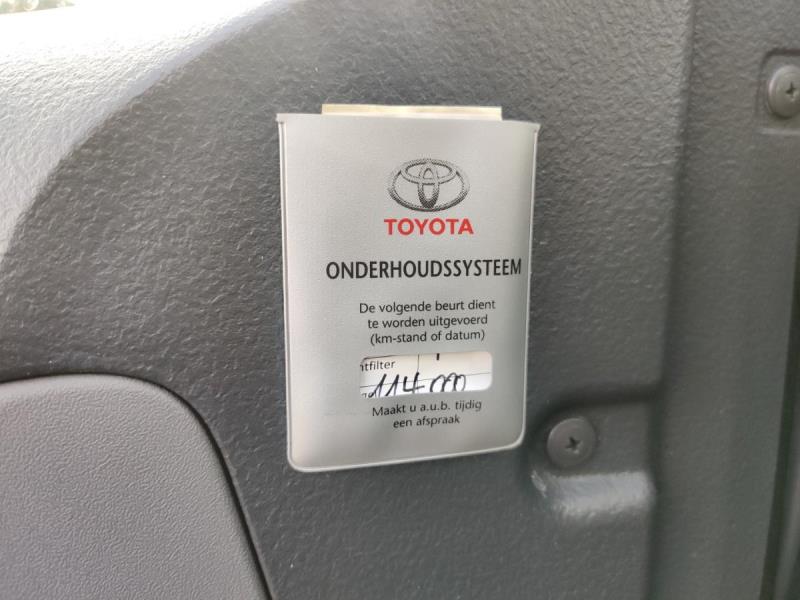 TOYOTA
ONDERHOUDSSYSTEEM
De volgende beurt dient
te worden uitgevoerd
(km-stand of datum)
ntfilter
114 000
Maakt u a.u.b. tijdig
een afspraak